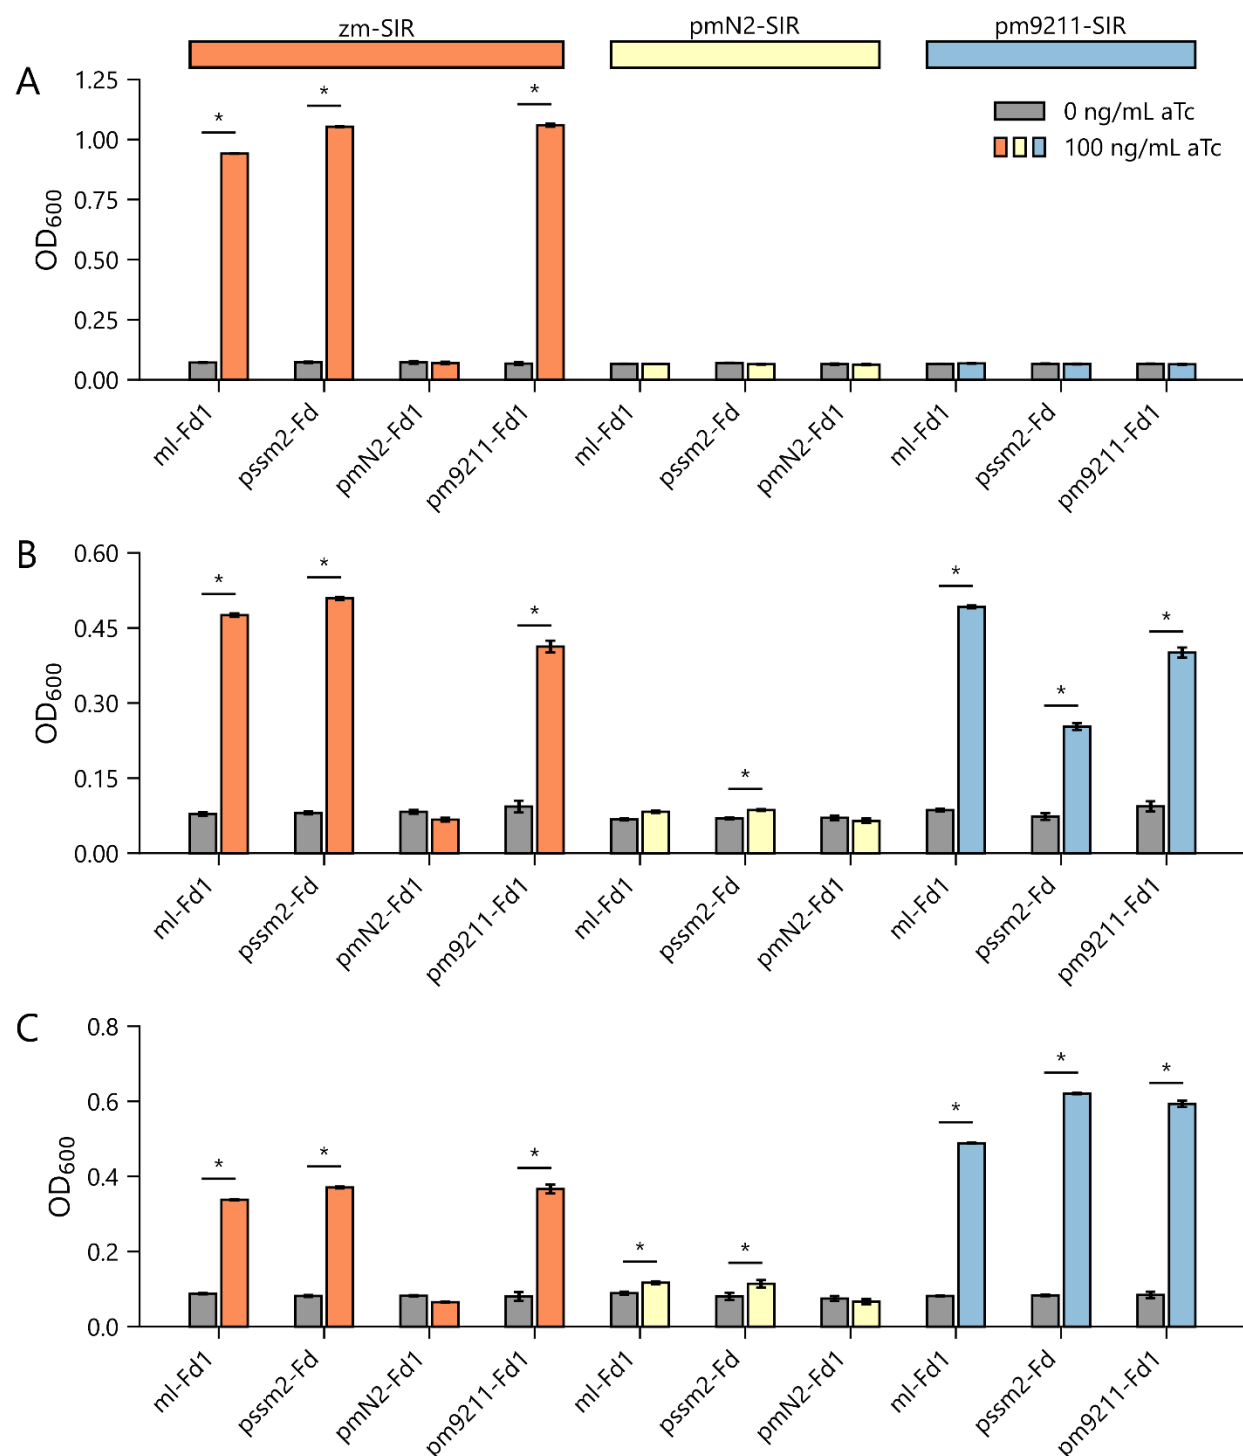 zm-SIR pmN2-SIR pm9211-SIR
A
1.25
1.00
0.75
0.50
0.25
0.00
OD600
* * *
0 ng/mL aTc
100 ng/mL aTc
ml-Fd1 pssm2-Fd pmN2-Fd1 pm9211-Fd1 ml-Fd1 pssm2-Fd pmN2-Fd1 ml-Fd1 pssm2-Fd pm9211-Fd1
B
0.60
0.45
0.30
0.15
0.00
OD600
* * * * * * *
ml-Fd1 pssm2-Fd pmN2-Fd1 pm9211-Fd1 ml-Fd1 pssm2-Fd pmN2-Fd1 ml-Fd1 pssm2-Fd pm9211-Fd1
C
0.8
0.6
0.4
0.2
0.0
OD600
* * * * * * * *
ml-Fd1 pssm2-Fd pmN2-Fd1 pm9211-Fd1 ml-Fd1 pssm2-Fd pmN2-Fd1 ml-Fd1 pssm2-Fd pm9211-Fd1